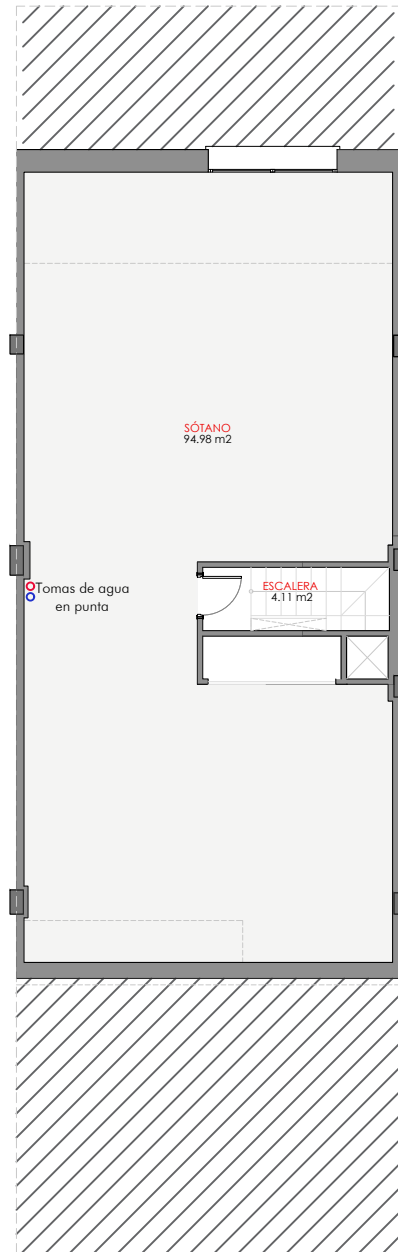 SÓTANO
94.98 m2
ESCALERA
4.11 m2
Tomas de agua
en punta